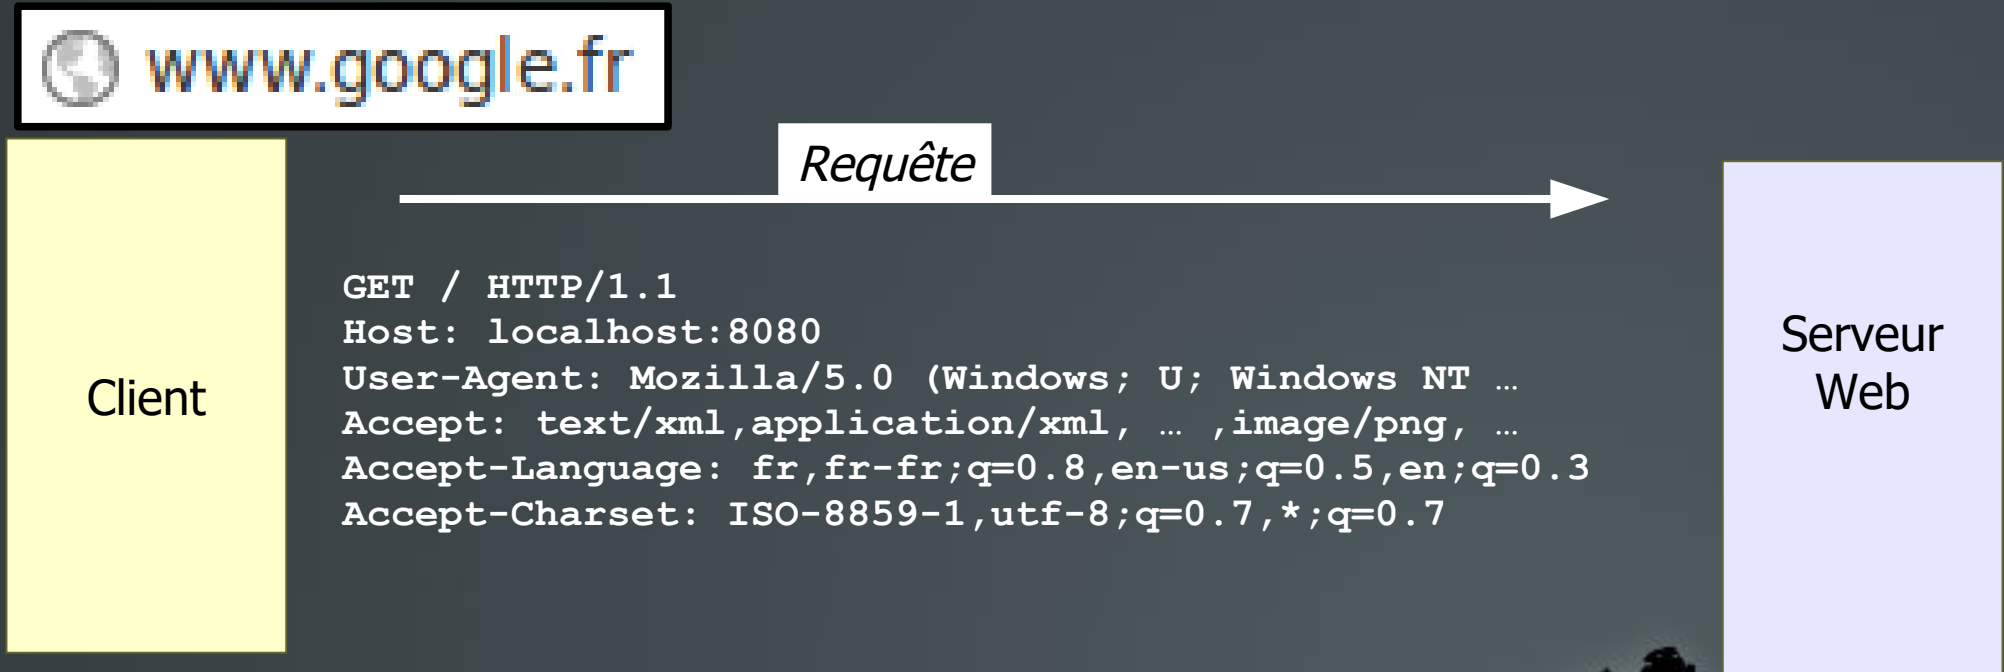 www.google.fr
Requête
GET / HTTP/1.1
Host: localhost:8080
User-Agent: Mozilla/5.0 (Windows; U; Windows NT …
Accept: text/xml,application/xml, … ,image/png, …
Accept-Language: fr,fr-fr;q=0.8,en-us;q=0.5,en;q=0.3
Accept-Charset: ISO-8859-1,utf-8;q=0.7,*;q=0.7
Client
Serveur
Web